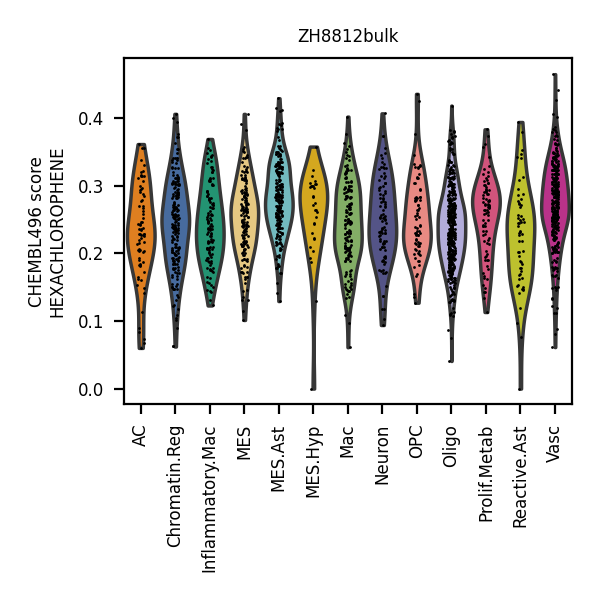 ZH8812bulk
CHEMBL496 score
HEXACHLOROPHENE
0.4
0.3
0.2
0.1
0.0
AC
Chromatin.Reg
Inflammatory.Mac
MES
MES.Ast
MES.Hyp
Mac
Neuron
OPC
Oligo
Prolif.Metab
Reactive.Ast
Vasc